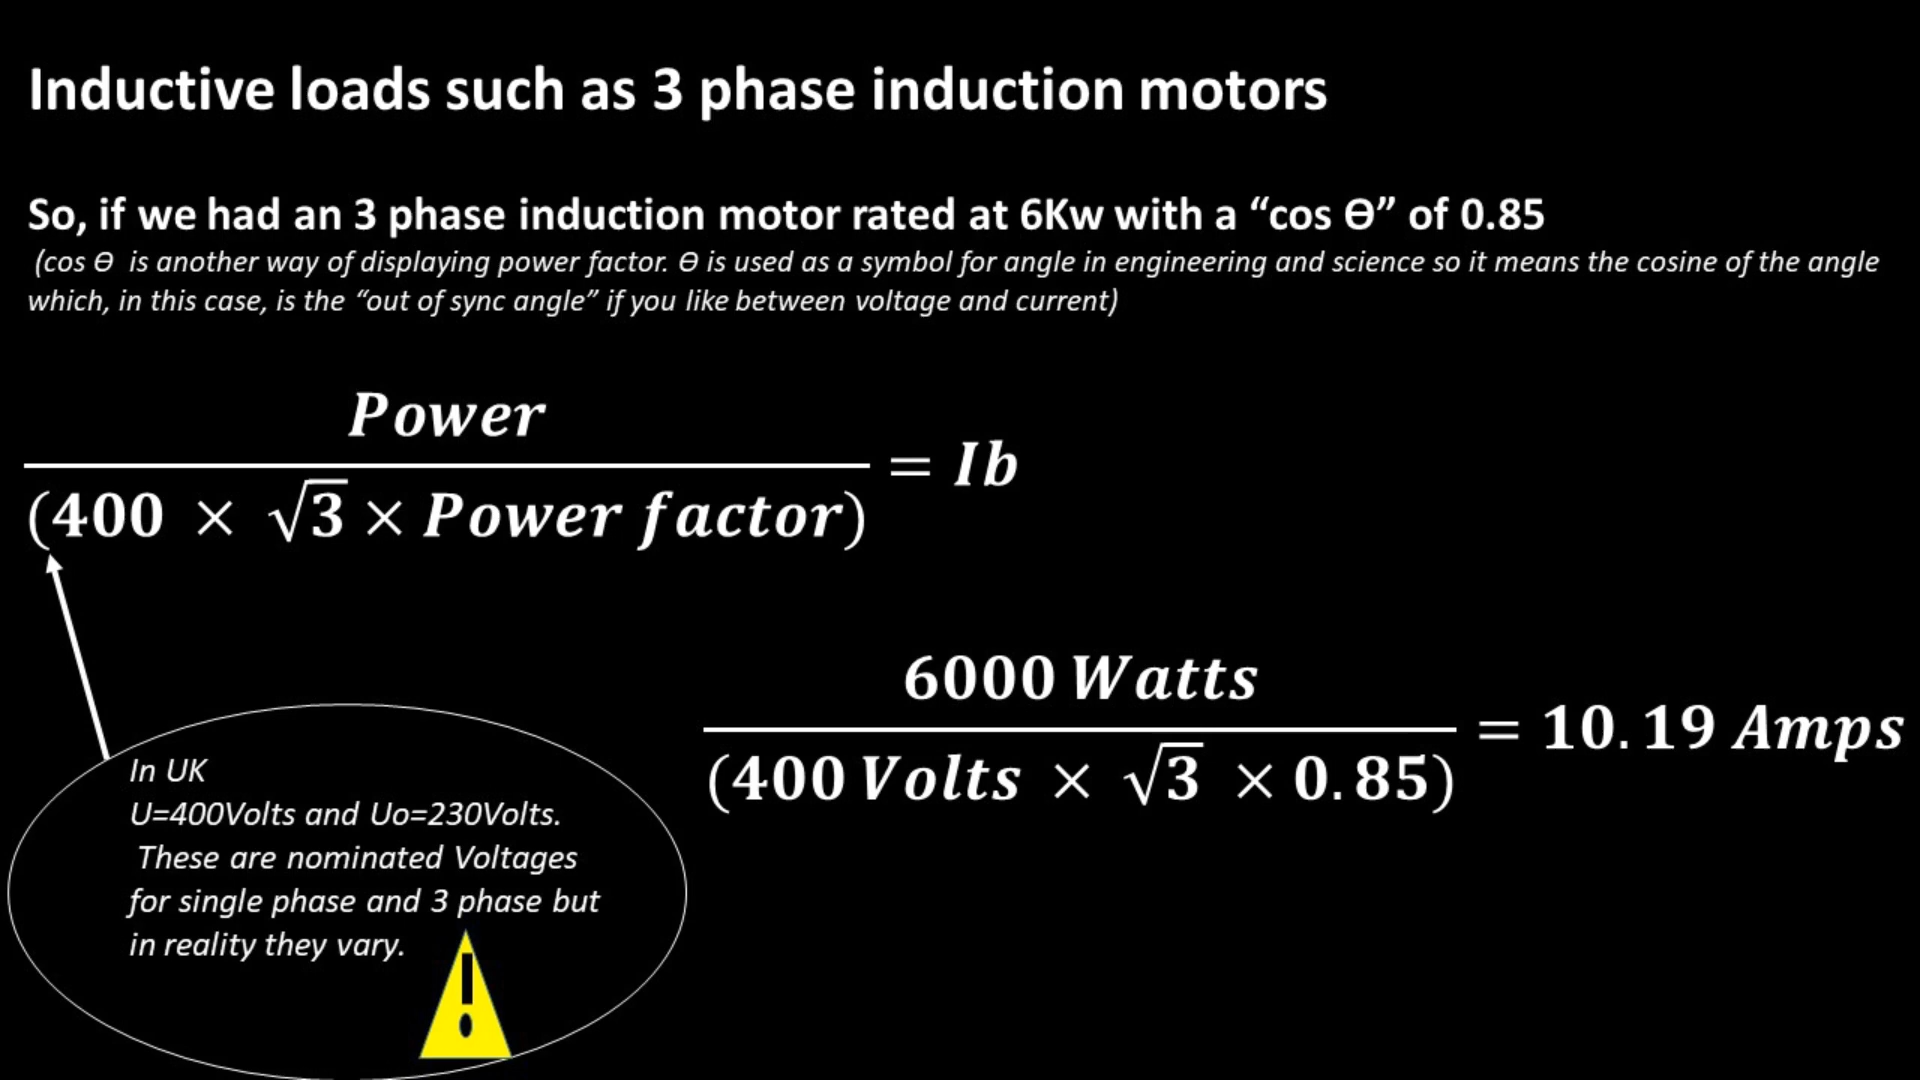 Inductive loads such as 3 phase induction motors
So, if we had an 3 phase induction motor rated at 6Kw with a “cos Ɵ” of 0.85
(cos Ɵ is another way of displaying power factor. Ɵ is used as a symbol for angle in engineering and science so it means the cosine of the angle
which, in this case, is the “out of sync angle” if you like between voltage and current)
Power
= Ib
(400 × √3 × Power factor)
6000 Watts
= 10.19 Amps
(400 Volts × √3 × 0.85)
In UK
U=400Volts and Uo=230Volts.
These are nominated Voltages
for single phase and 3 phase but
in reality they vary.
!